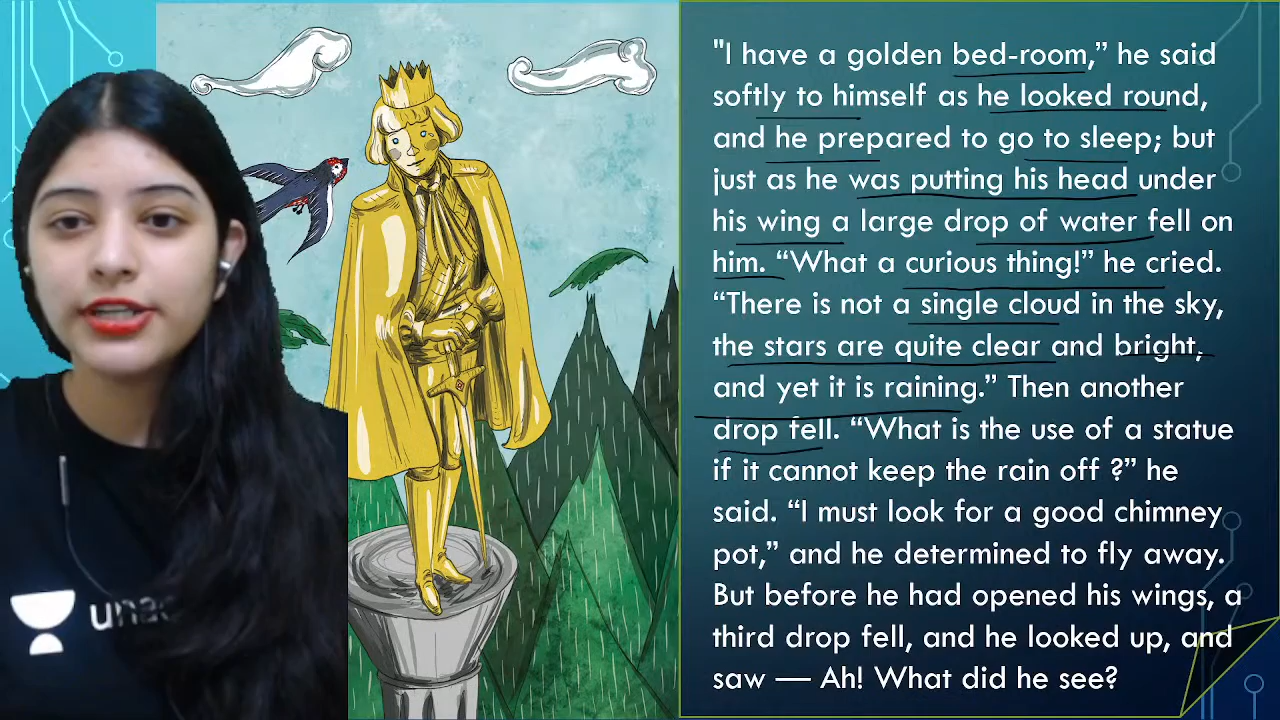 "I have a golden bed-room,” he said
softly to himself as he looked round,
and he prepared to go to sleep; but
just as he was putting his head under
his wing a large drop of water fell on
him. “What a curious thing!” he cried.
“There is not a single cloud in the sky,
the stars are quite clear and bright,
and yet it is raining.” Then another
drop fell. “What is the use of a statue
if it cannot keep the rain off ?” he
said. “I must look for a good chimney
pot,” and he determined to fly away.
But before he had opened his wings, a
third drop fell, and he looked up, and
saw — Ah! What did he see?